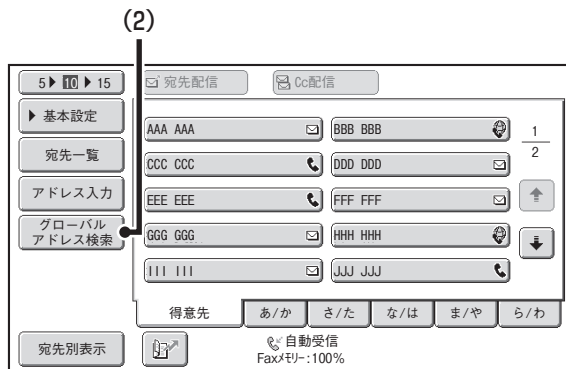 (2)
5 10 15
宛先配信
Cc配信
基本設定
宛先一覧
アドレス入力
グローバル
アドレス検索
AAA AAA
BBB BBB
CCC CCC
DDD DDD
EEE EEE
FFF FFF
GGG GGG
HHH HHH
III III
JJJ JJJ
1
2
得意先
あ/か
さ/た
な/は
ま/や
ら/わ
宛先別表示
自動受信
Faxメモリー:100%